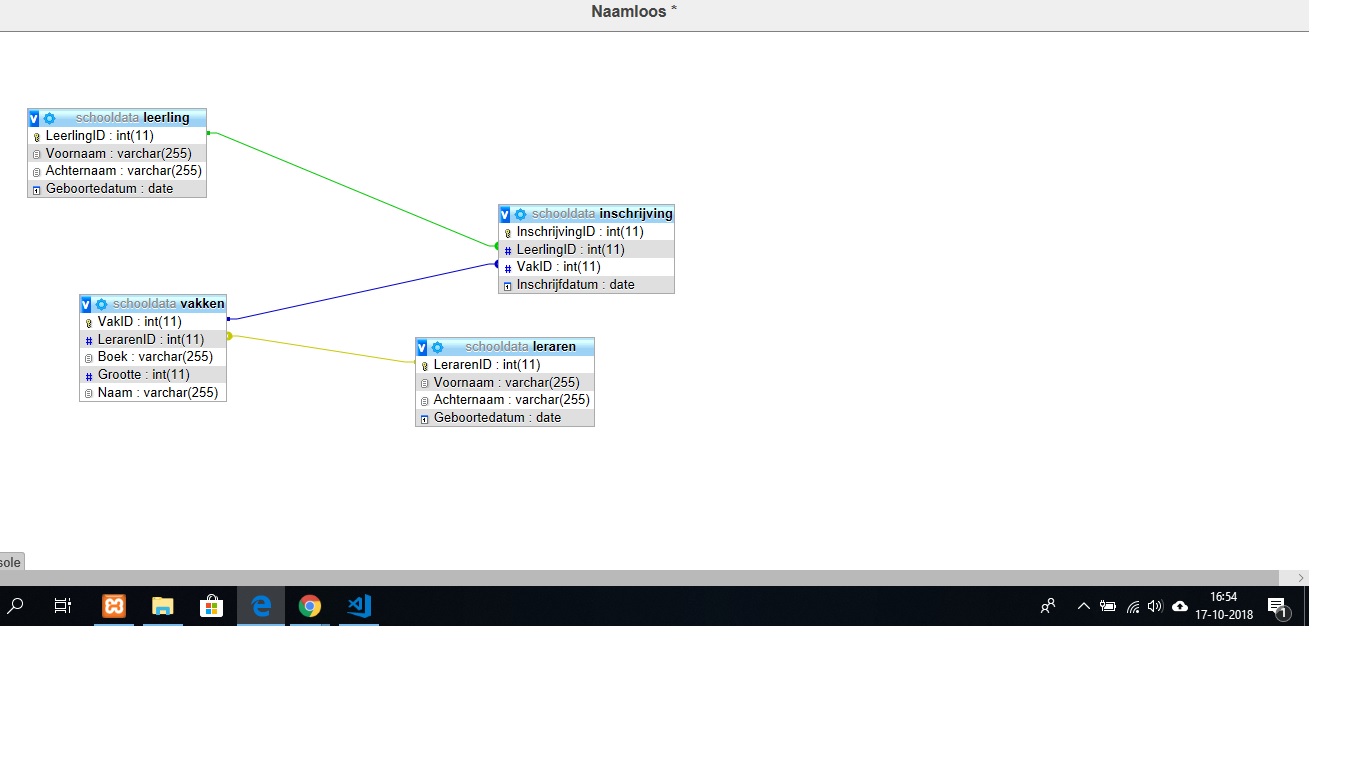 Naamloos *
schooldata leerling
LeerlingID : int(11)
Voornaam : varchar(255)
Achternaam : varchar(255)
Geboortedatum : date
schooldata inschrijving
InschrijvingID : int(11)
LeerlingID : int(11)
VakID : int(11)
Inschrijfdatum : date
schooldata vakken
VakID : int(11)
LerarenID : int(11)
Boek : varchar(255)
Grootte : int(11)
Naam : varchar(255)
schooldata leraren
LerarenID : int(11)
Voornaam : varchar(255)
Achternaam : varchar(255)
Geboortedatum : date
sole
16:54
17-10-2018
1